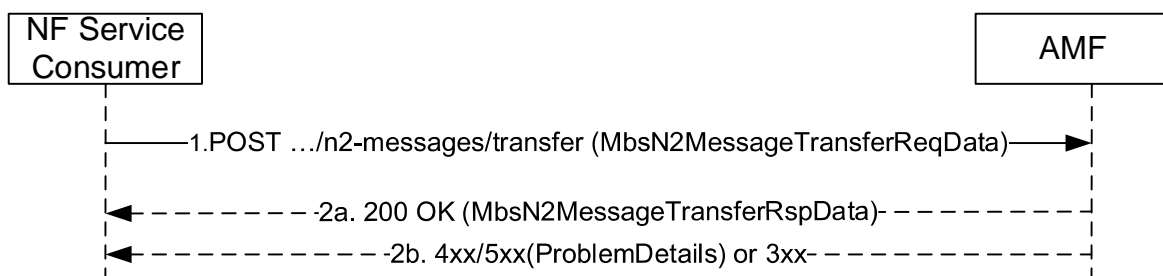 NF Service
Consumer
AMF
1.POST …/n2-messages/transfer (MbsN2MessageTransferReqData)
2a. 200 OK (MbsN2MessageTransferRspData)
2b. 4xx/5xx(ProblemDetails) or 3xx